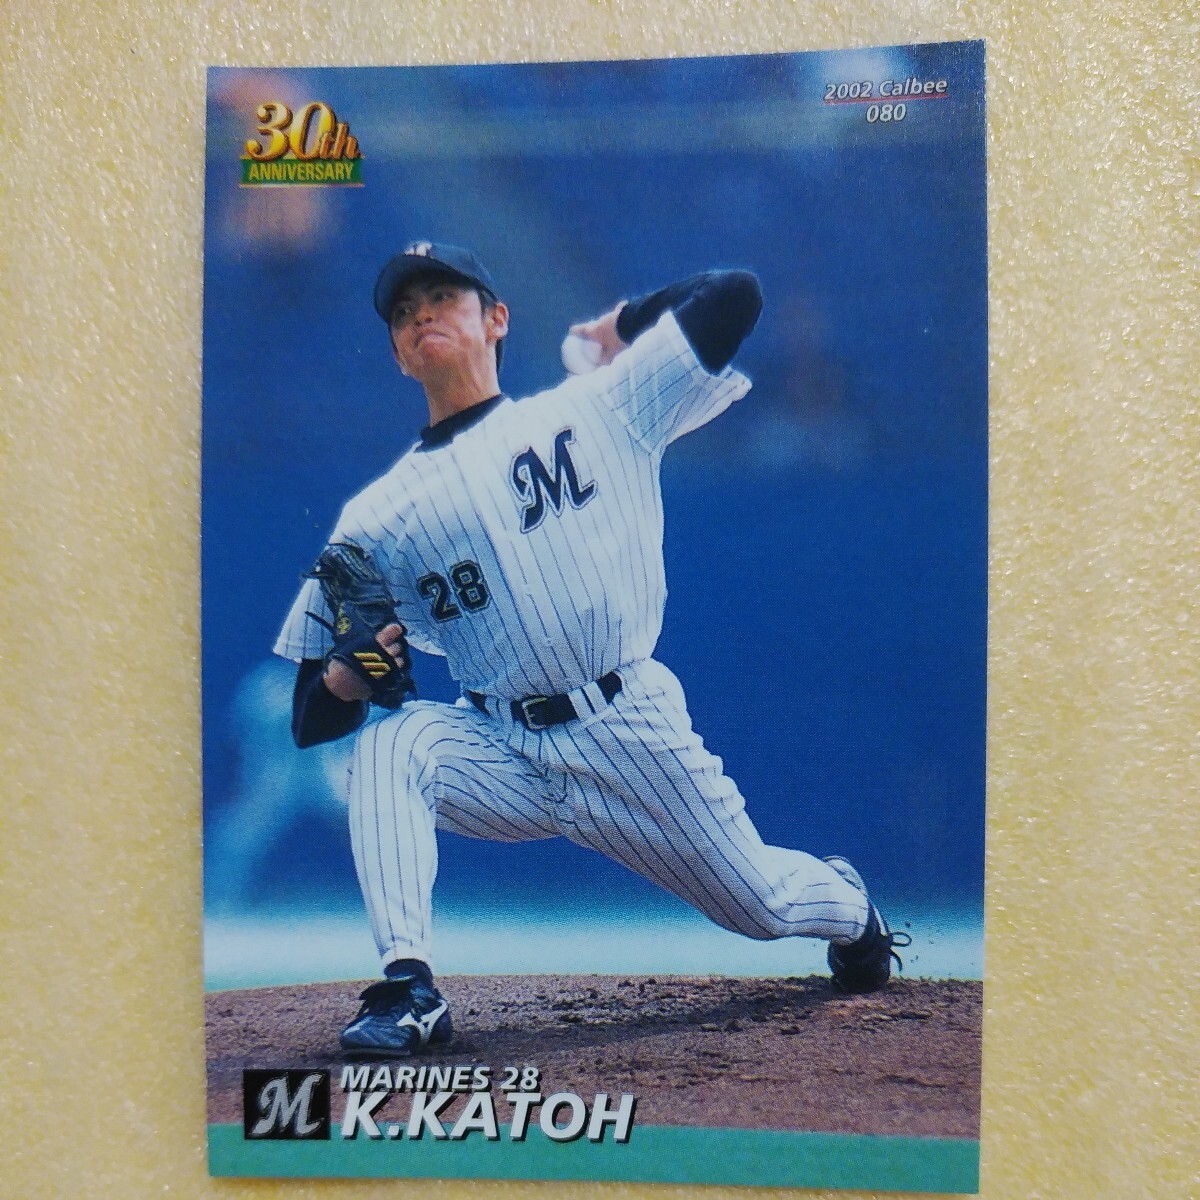 30th
ANNIVERSARY
2002 Calbee
080
M
M
28
M
MARINES 28
K.KATOH